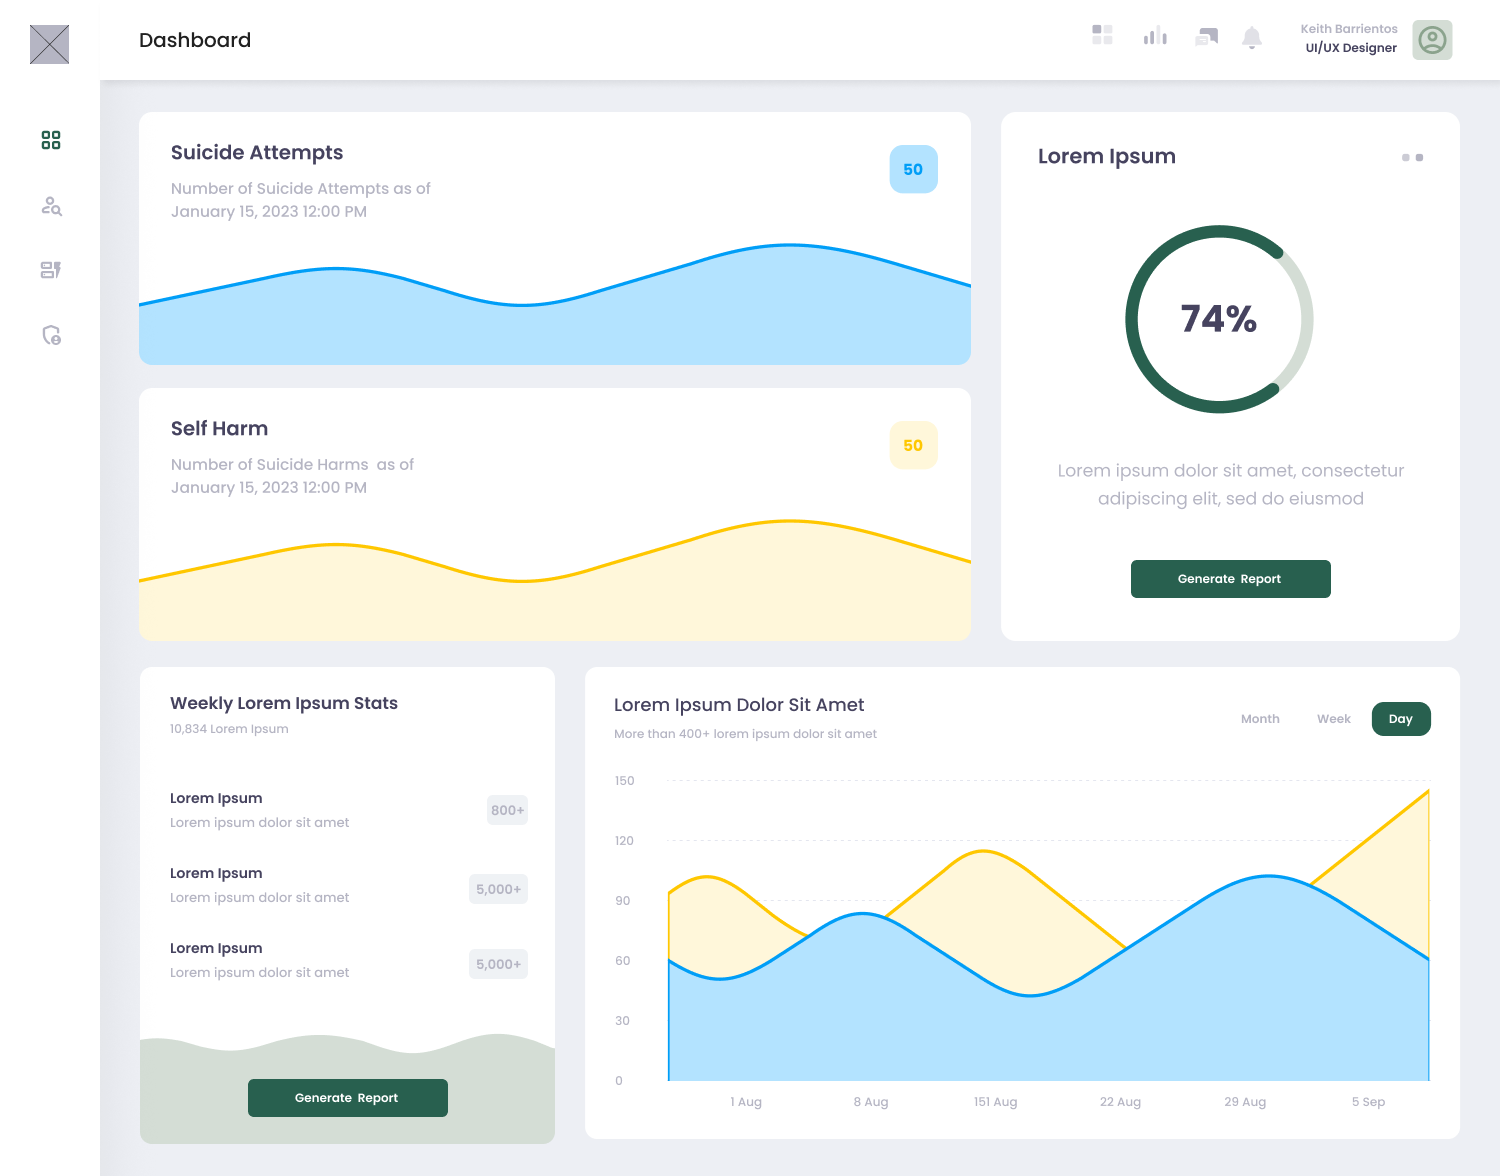 Dashboard
Keith Barrientos
UI/UX Designer
Suicide Attempts
Number of Suicide Attempts as of
January 15, 2023 12:00 PM
50
Lorem Ipsum
74%
Lorem ipsum dolor sit amet, consectetur
adipiscing elit, sed do eiusmod
Generate Report
Self Harm
Number of Suicide Harms as of
January 15, 2023 12:00 PM
50
Weekly Lorem Ipsum Stats
10,834 Lorem Ipsum
Lorem Ipsum
Lorem ipsum dolor sit amet
800+
Lorem Ipsum
Lorem ipsum dolor sit amet
5,000+
Lorem Ipsum
Lorem ipsum dolor sit amet
5,000+
Generate Report
Lorem Ipsum Dolor Sit Amet
More than 400+ lorem ipsum dolor sit amet
Month Week Day
150
120
90
60
30
0
1 Aug 8 Aug 151 Aug 22 Aug 29 Aug 5 Sep